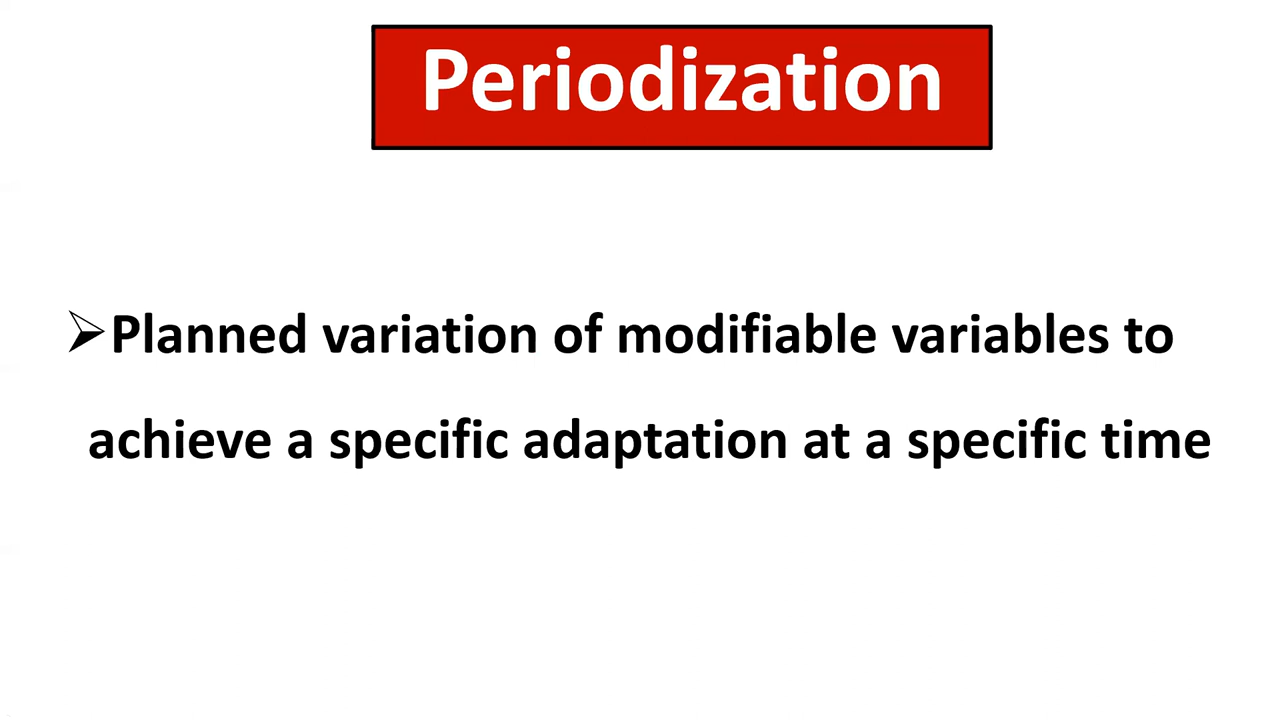 Periodization
➢Planned variation of modifiable variables to
achieve a specific adaptation at a specific time